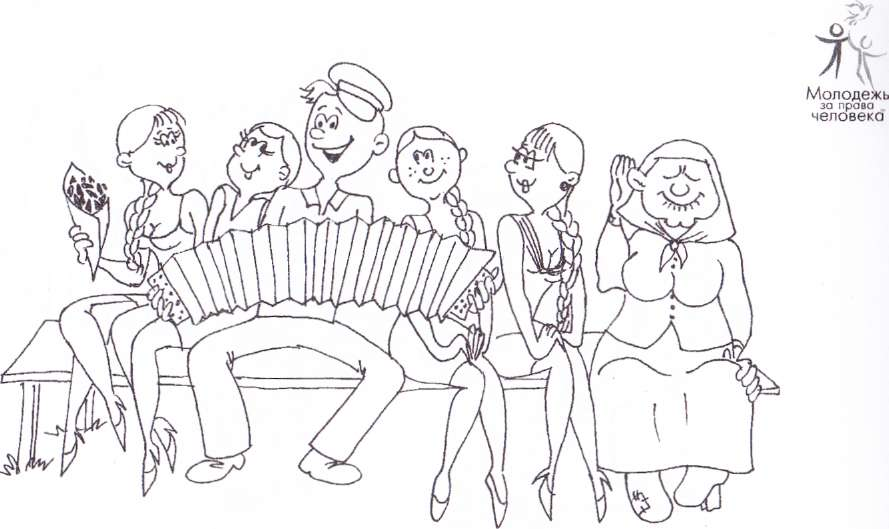 Молодежь
за права
человека